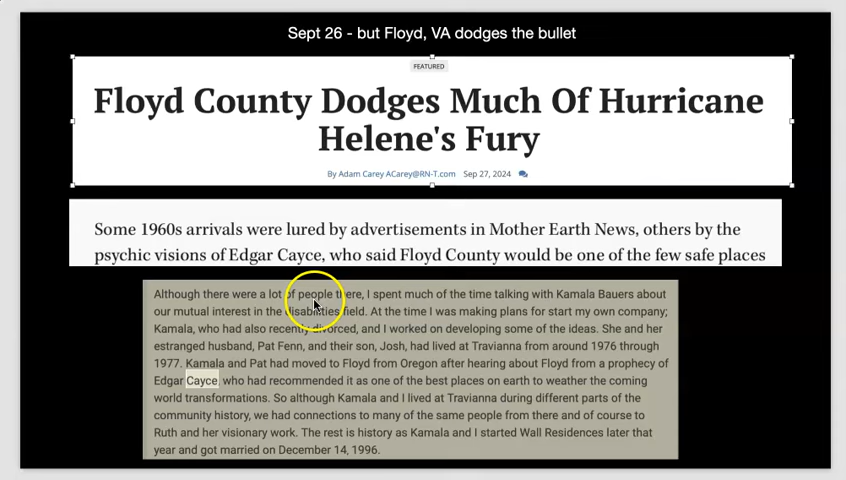 Sept 26 - but Floyd, VA dodges the bullet
FEATURED
Floyd County Dodges Much Of Hurricane
Helene's Fury
By Adam Carey ACarey@RN-T.com Sep 27, 2024
Some 1960s arrivals were lured by advertisements in Mother Earth News, others by the
psychic visions of Edgar Cayce, who said Floyd County would be one of the few safe places
Although there were a lot of people there, I spent much of the time talking with Kamala Bauers about
our mutual interest in the disabilities field. At the time I was making plans for start my own company;
Kamala, who had also recently divorced, and I worked on developing some of the ideas. She and her
estranged husband, Pat Fenn, and their son, Josh, had lived at Travianna from around 1976 through
1977. Kamala and Pat had moved to Floyd from Oregon after hearing about Floyd from a prophecy of
Edgar Cayce, who had recommended it as one of the best places on earth to weather the coming
world transformations. So although Kamala and I lived at Travianna during different parts of the
community history, we had connections to many of the same people from there and of course to
Ruth and her visionary work. The rest is history as Kamala and I started Wall Residences later that
year and got married on December 14, 1996.